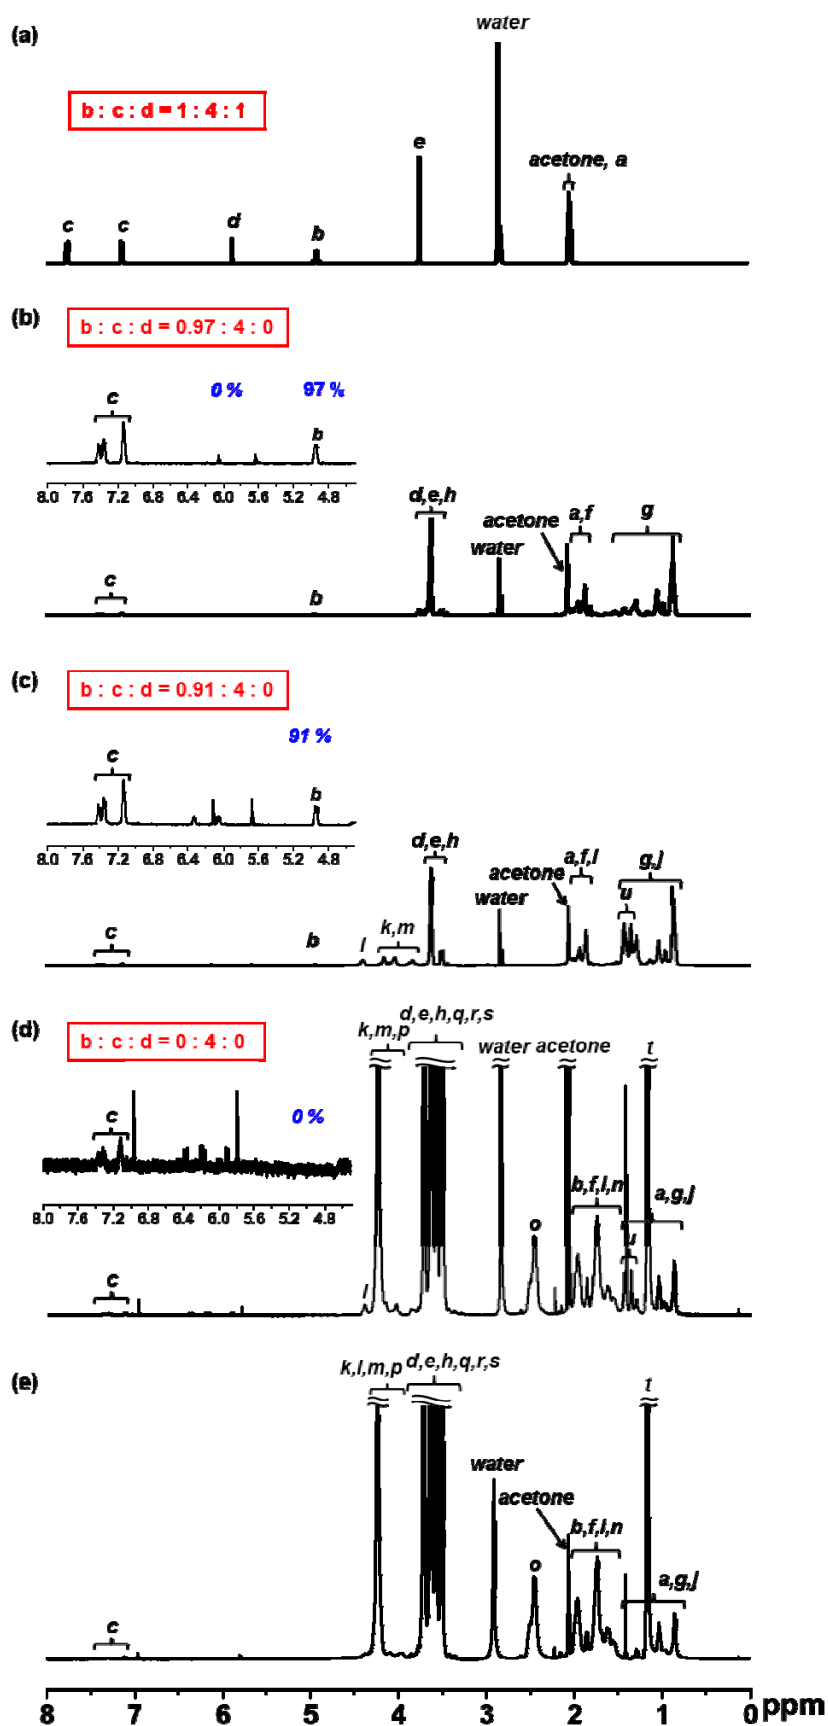 (a)
water
b : c : d = 1 : 4 : 1
e
acetone, a
c
c
d
b
(b)
b : c : d = 0.97 : 4 : 0
c
0 %
97 %
b
8.0 7.6 7.2 6.8 6.4 6.0 5.6 5.2 4.8
d,e,h
acetone
a,f
g
water
c
b
(c)
b : c : d = 0.91 : 4 : 0
91 %
c
b
8.0 7.6 7.2 6.8 6.4 6.0 5.6 5.2 4.8
d,e,h
acetone
a,f,l
g,j
water
u
c
b
l
k,m
(d)
b : c : d = 0 : 4 : 0
d,e,h,q,r,s
k,m,p
water acetone
t
c
0 %
8.0 7.2 6.8 6.4 6.0 5.6 5.2 4.8
b,f,l,n
a,g,j
o
u
c
l
(e)
k,l,m,p
d,e,h,q,r,s
t
water
acetone
b,f,l,n
o
a,g,j
c
8 7 6 5 4 3 2 1 0 ppm